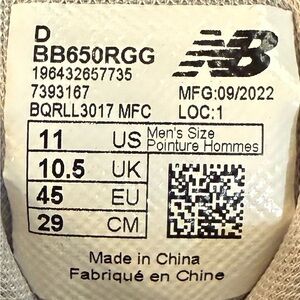 D
BB650RGG
NB
196432657735
7393167 MFG:09/2022
BQRLL3017 MFC LOC:1
11 US Men's Size
Pointure Hommes
10.5 UK
45 EU
29 CM
Made in China
Fabriqué en Chine